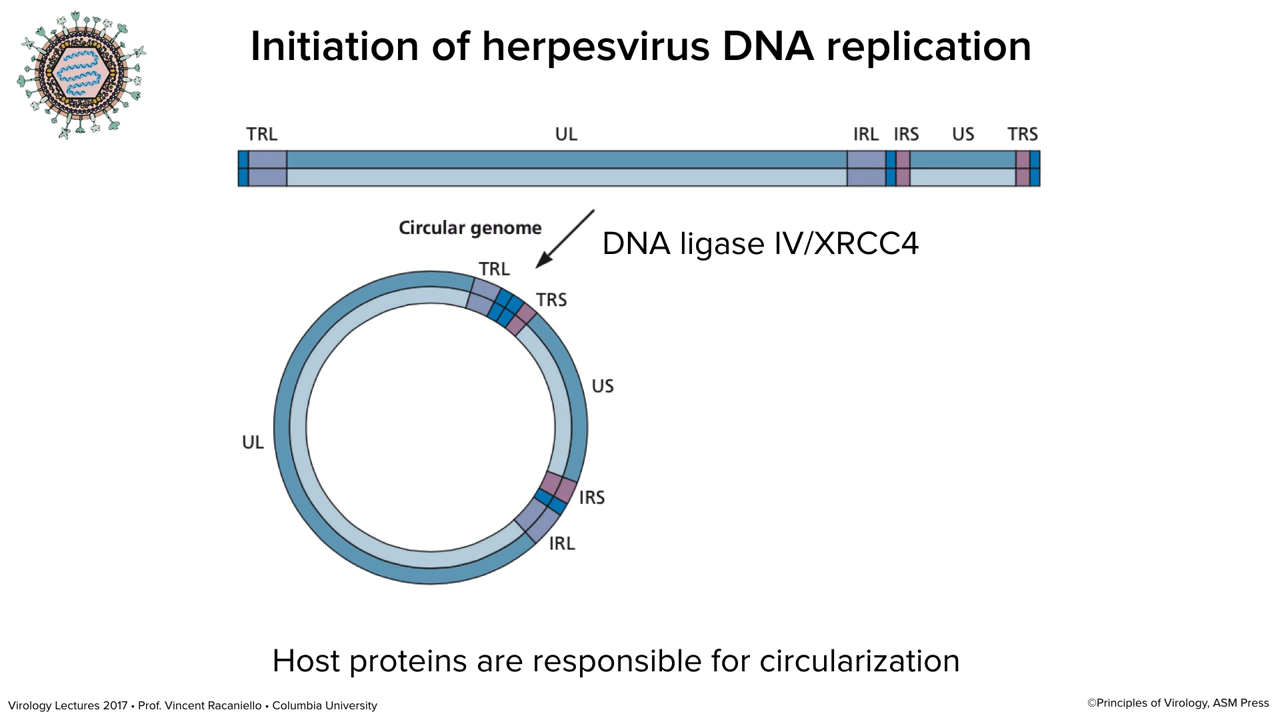 Initiation of herpesvirus DNA replication
TRL UL IRL IRS US TRS
Circular genome
DNA ligase IV/XRCC4
TRL
TRS
US
UL
IRS
IRL
Host proteins are responsible for circularization
Virology Lectures 2017 • Prof. Vincent Racaniello • Columbia University
©Principles of Virology, ASM Press